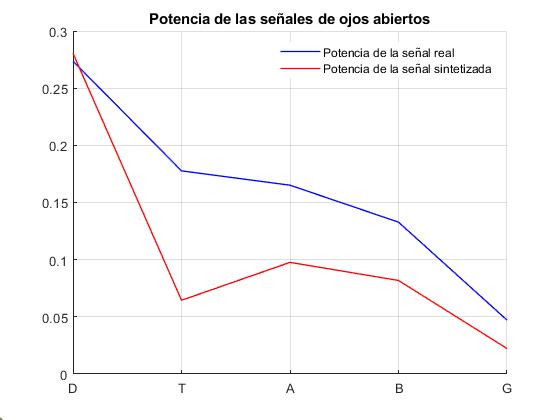 Potencia de las señales de ojos abiertos
0.3
Potencia de la señal real
Potencia de la señal sintetizada
0.25
0.2
0.15
0.1
0.05
0
D T A B G